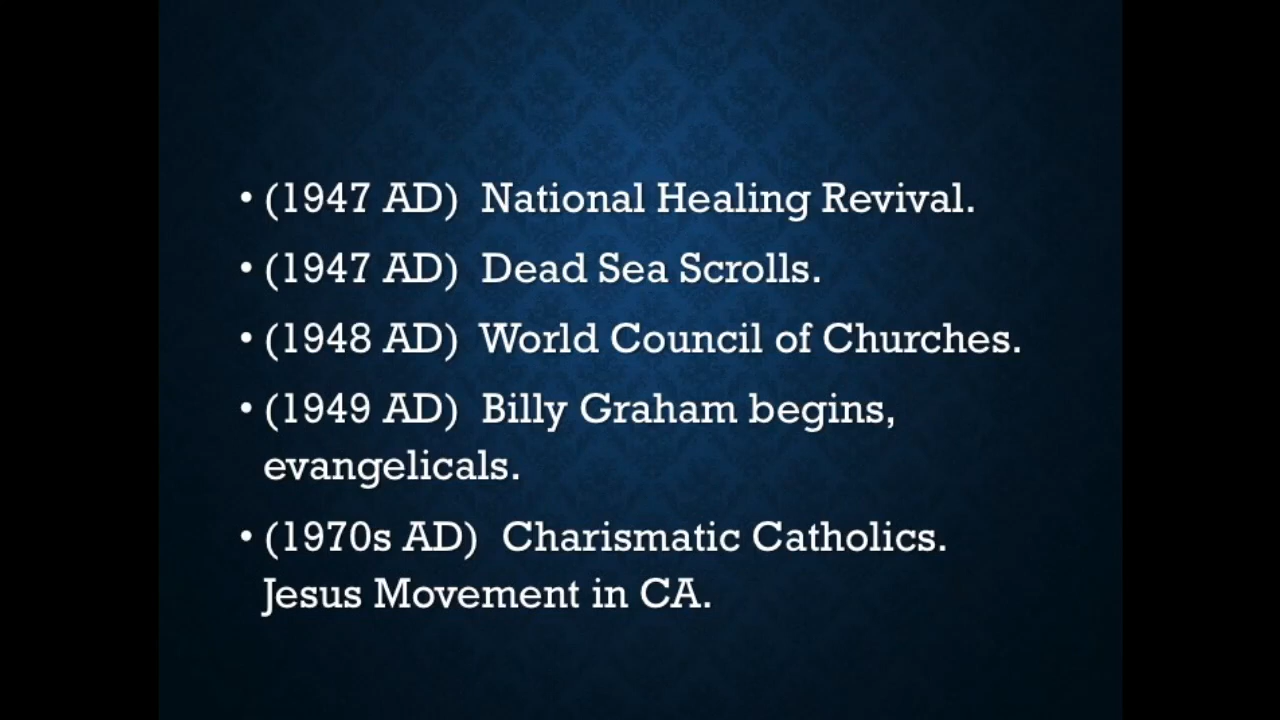 • (1947 AD)  National Healing Revival.
• (1947 AD)  Dead Sea Scrolls.
• (1948 AD)  World Council of Churches.
• (1949 AD)  Billy Graham begins,
evangelicals.
• (1970s AD)  Charismatic Catholics.
Jesus Movement in CA.